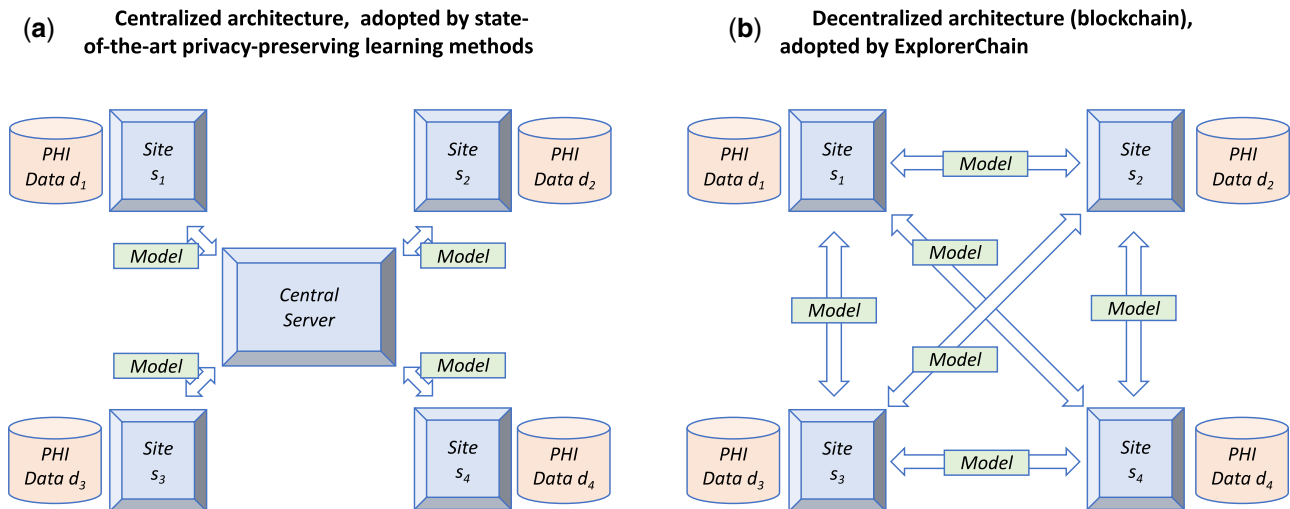 (a)
Centralized architecture, adopted by state-
of-the-art privacy-preserving learning methods
PHI
Data d1
Site
s1
Site
s2
PHI
Data d2
Model
Model
Central
Server
Model
Model
PHI
Data d3
Site
s3
Site
s4
PHI
Data d4
(b)
Decentralized architecture (blockchain),
adopted by ExplorerChain
PHI
Data d1
Site
s1
Model
Site
s2
PHI
Data d2
Model
Model
Model
Model
PHI
Data d3
Site
s3
Model
Site
s4
PHI
Data d4